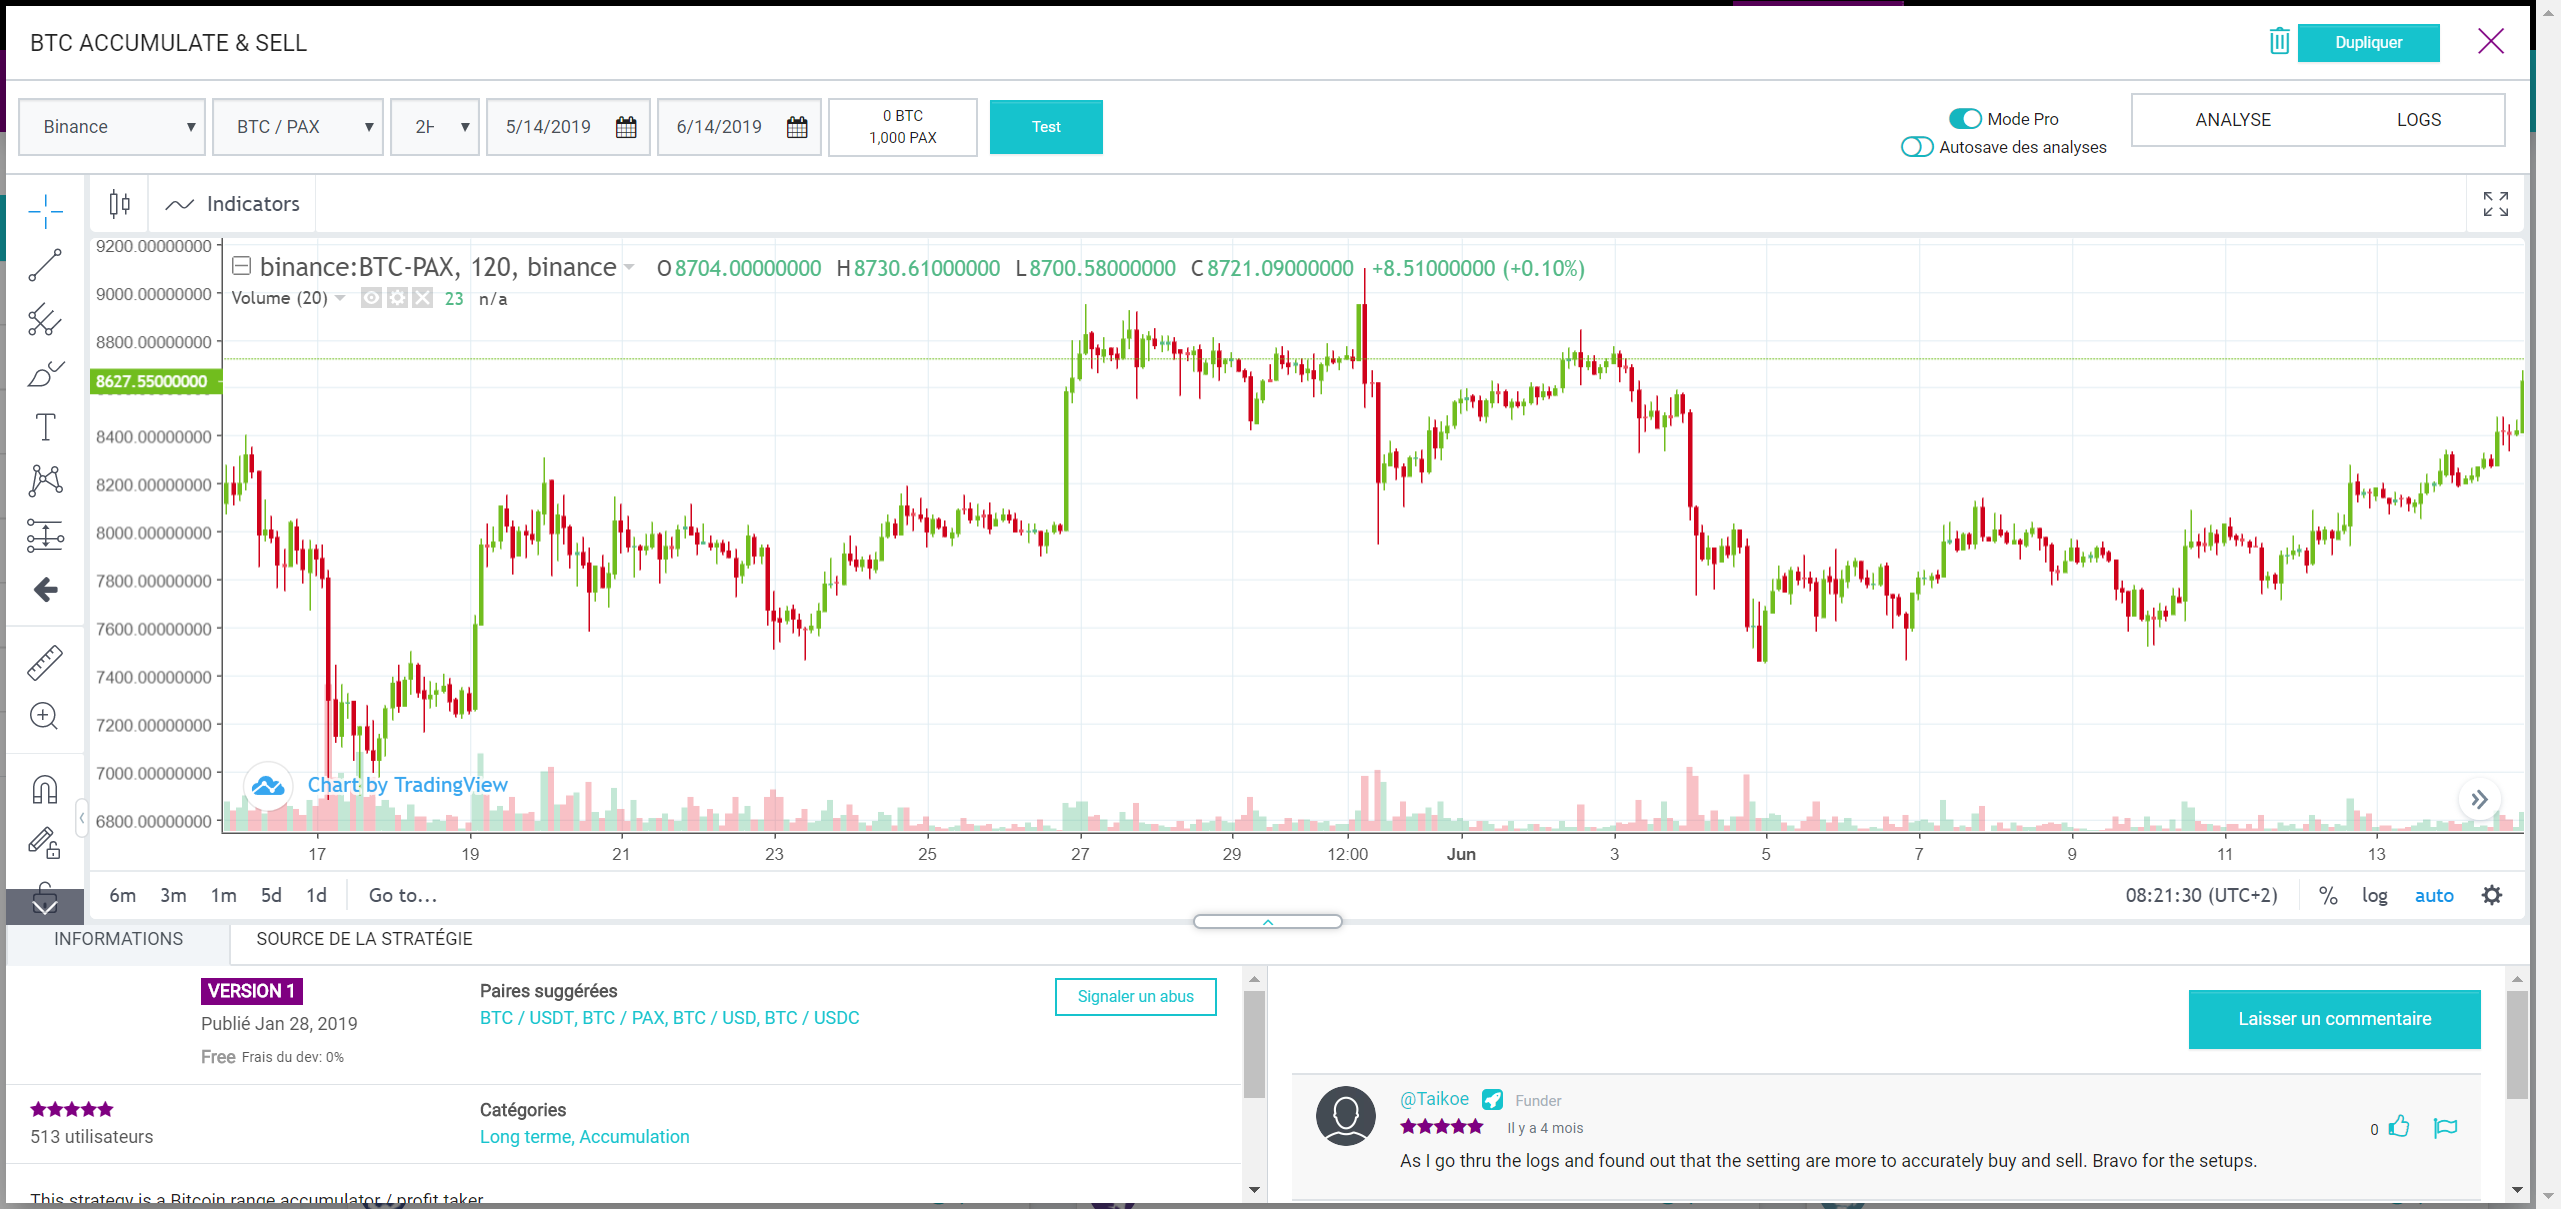 BTC ACCUMULATE & SELL
Dupliquer
Binance
BTC / PAX
2H
5/14/2019
6/14/2019
0 BTC
1,000 PAX
Test
Mode Pro
Autosave des analyses
ANALYSE
LOGS
Indicators
binance:BTC-PAX, 120, binance
O8704.00000000 H8730.61000000 L8700.58000000 C8721.09000000 +8.51000000 (+0.10%)
Volume (20) 23 n/a
9200.00000000
9000.00000000
8800.00000000
8627.55000000
8400.00000000
8200.00000000
8000.00000000
7800.00000000
7600.00000000
7400.00000000
7200.00000000
7000.00000000
6800.00000000
Chart by TradingView
17 19 21 23 25 27 29 12:00 Jun 3 5 7 9 11 13
6m 3m 1m 5d 1d Go to...
08:21:30 (UTC+2) % log auto
INFORMATIONS
SOURCE DE LA STRATÉGIE
VERSION 1
Publié Jan 28, 2019
Free Frais du dev: 0%
Paires suggérées
BTC / USDT, BTC / PAX, BTC / USD, BTC / USDC
Signaler un abus
513 utilisateurs
Catégories
Long terme, Accumulation
This strategy is a Bitcoin range accumulator / profit taker
Laisser un commentaire
@Taikoe Funder
Il y a 4 mois
0
As I go thru the logs and found out that the setting are more to accurately buy and sell. Bravo for the setups.